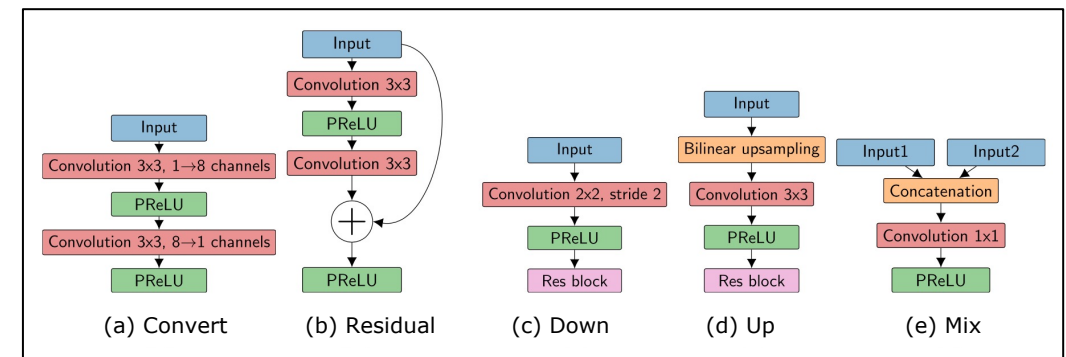 Input
Convolution 3x3, 1→8 channels
PReLU
Convolution 3x3, 8→1 channels
PReLU
(a) Convert
Input
Convolution 3x3
PReLU
Convolution 3x3
+
PReLU
(b) Residual
Input
Convolution 2x2, stride 2
PReLU
Res block
(c) Down
Input
Bilinear upsampling
Convolution 3x3
PReLU
Res block
(d) Up
Input1
Input2
Concatenation
Convolution 1x1
PReLU
(e) Mix